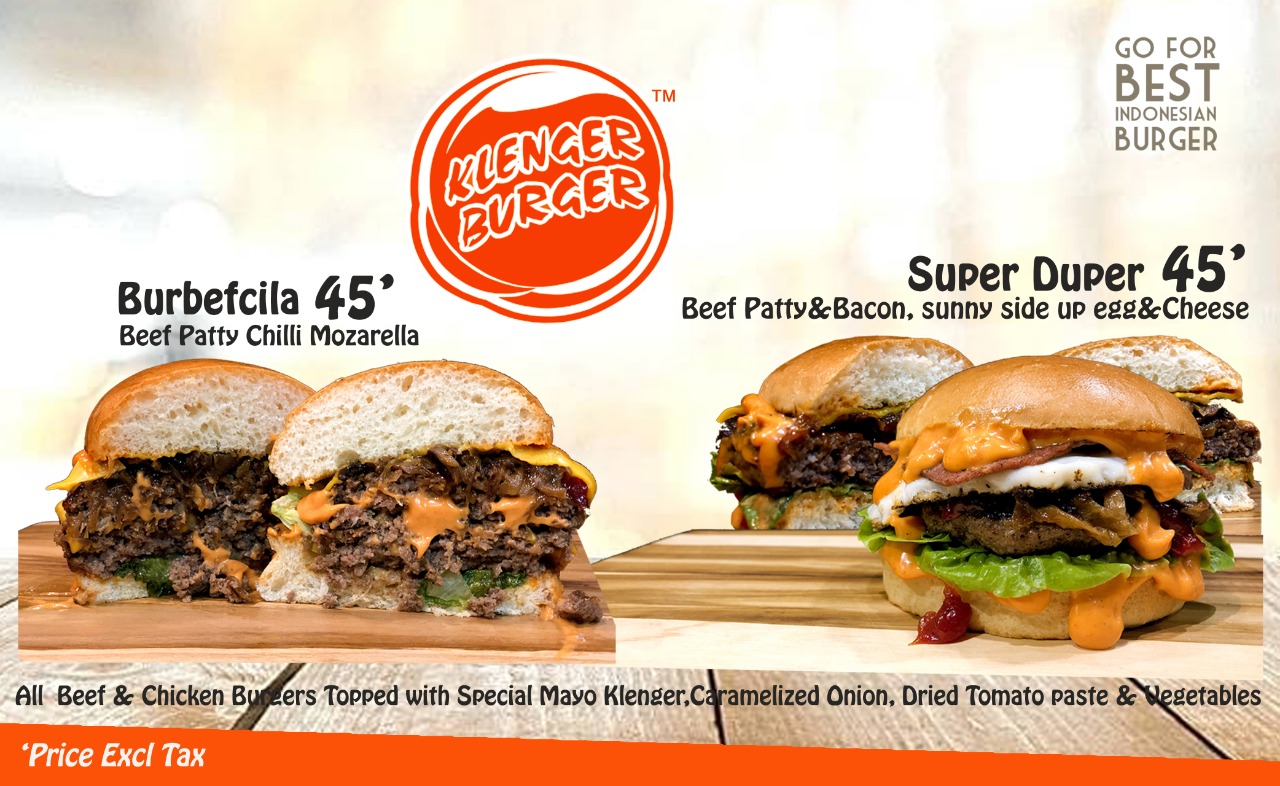 GO FOR
BEST
INDONESIAN
BURGER
KLENGER
BURGER
TM
Burbefcila 45’
Beef Patty Chilli Mozarella
Super Duper 45’
Beef Patty&Bacon, sunny side up egg&Cheese
All Beef & Chicken Burgers Topped with Special Mayo Klenger,Caramelized Onion, Dried Tomato paste & Vegetables
‘Price Excl Tax